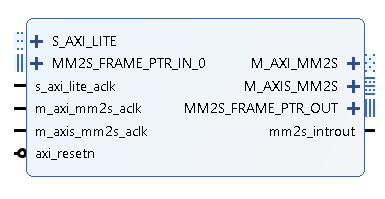 S_AXI_LITE
MM2S_FRAME_PTR_IN_0
s_axi_lite_aclk
m_axi_mm2s_aclk
m_axis_mm2s_aclk
axi_resetn
M_AXI_MM2S
M_AXIS_MM2S
MM2S_FRAME_PTR_OUT
mm2s_introut